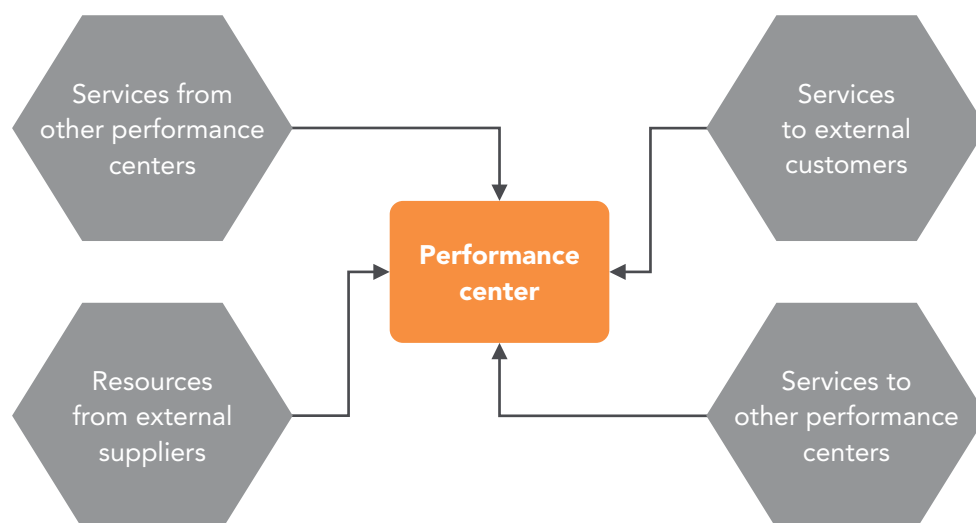 Services from
other performance
centers
Services
to external
customers
Performance
center
Resources
from external
suppliers
Services to
other performance
centers